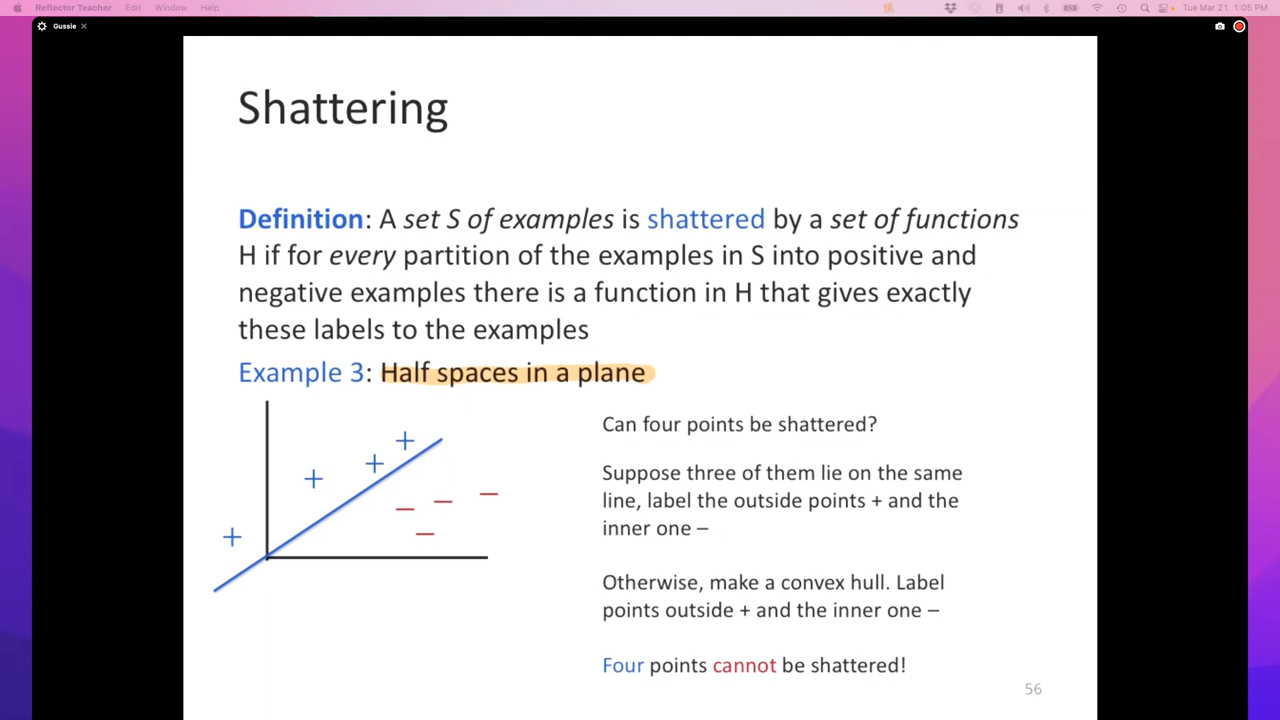 Reflector Teacher Edit Window Help
Tue Mar 21 1:05 PM
Gussie
Shattering
Definition: A set S of examples is shattered by a set of functions
H if for every partition of the examples in S into positive and
negative examples there is a function in H that gives exactly
these labels to the examples
Example 3: Half spaces in a plane
Can four points be shattered?
Suppose three of them lie on the same
line, label the outside points + and the
inner one –
Otherwise, make a convex hull. Label
points outside + and the inner one –
Four points cannot be shattered!
56